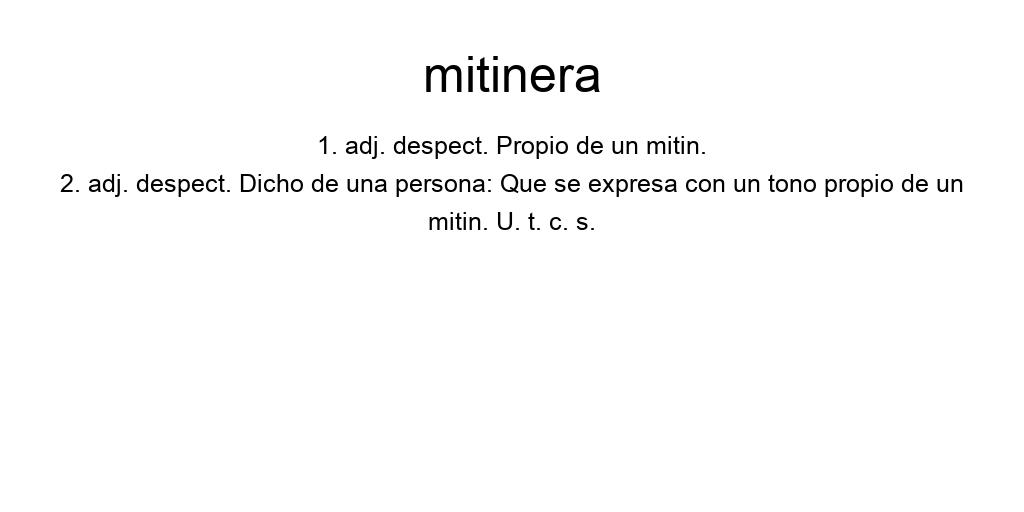 mitinera
1. adj. despect. Propio de un mitin.
2. adj. despect. Dicho de una persona: Que se expresa con un tono propio de un
mitin. U. t. c. s.